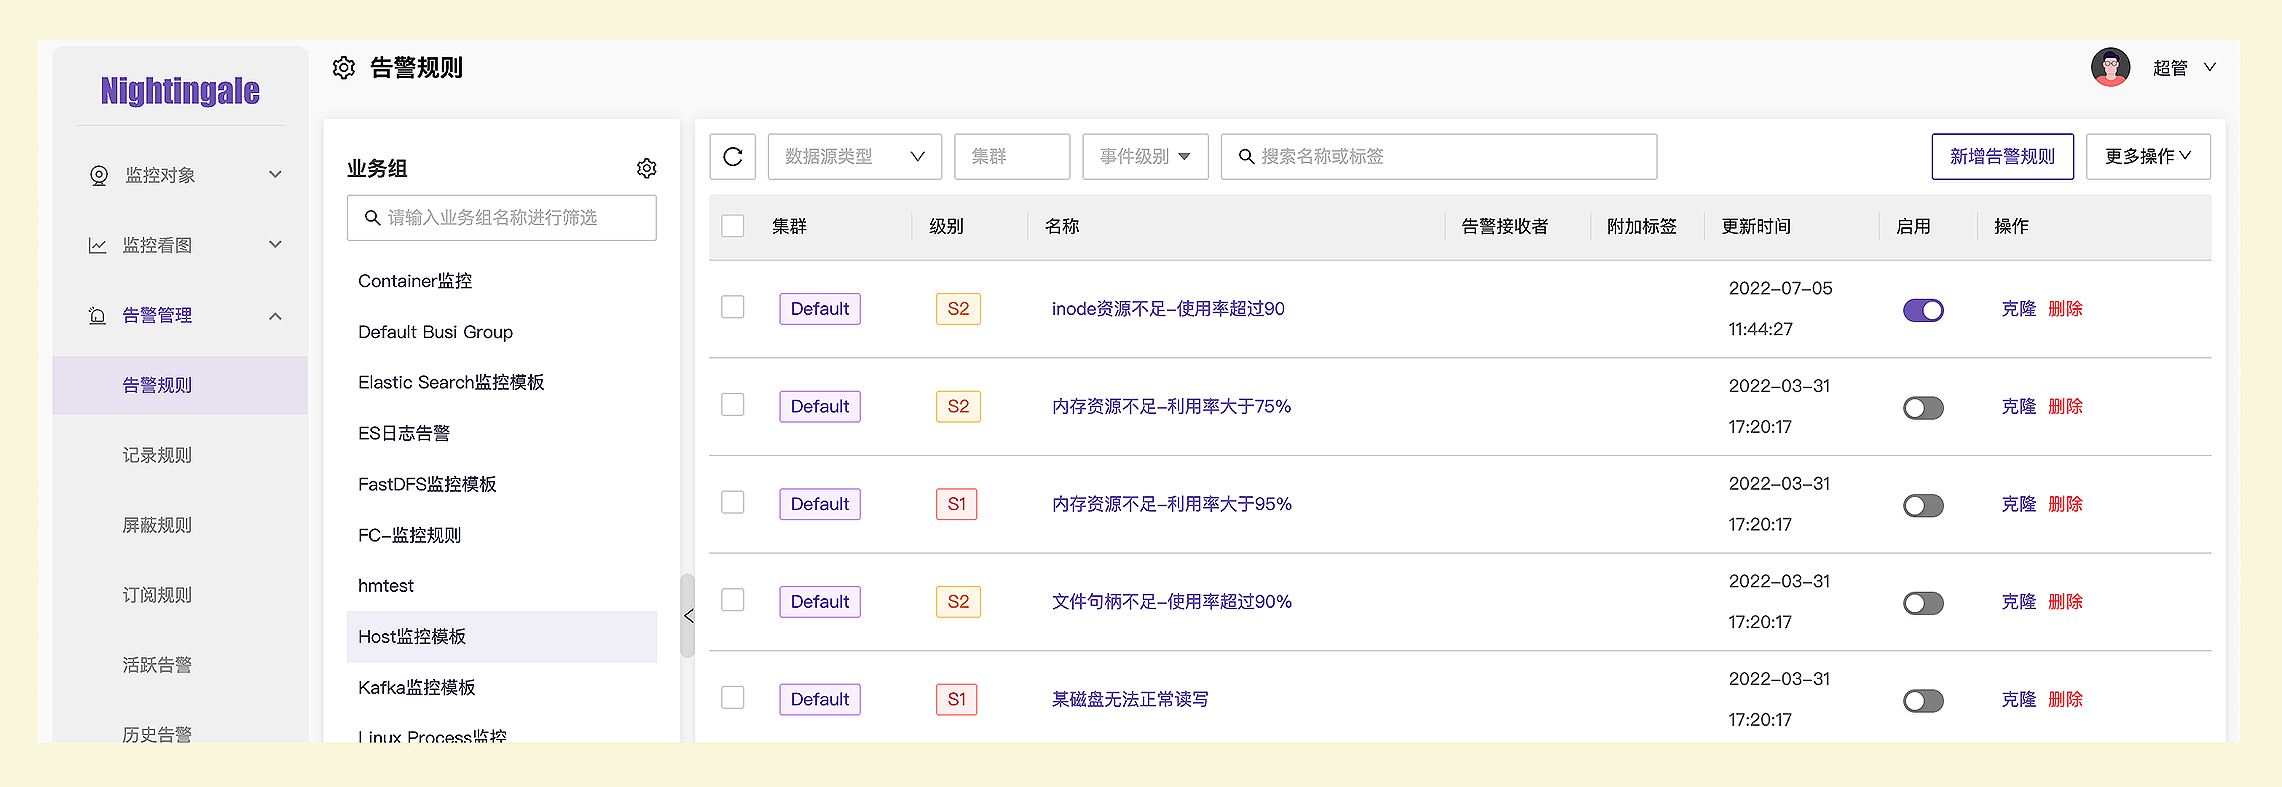 Nightingale
监控对象
监控看图
告警管理
告警规则
记录规则
屏蔽规则
订阅规则
活跃告警
历史告警
告警规则
超管
业务组
请输入业务组名称进行筛选
Container监控
Default Busi Group
Elastic Search监控模板
ES日志告警
FastDFS监控模板
FC-监控规则
hmtest
Host监控模板
Kafka监控模板
Linux Process监控
数据源类型 集群 事件级别 搜索名称或标签 新增告警规则 更多操作
集群 级别 名称 告警接收者 附加标签 更新时间 启用 操作
Default S2 inode资源不足-使用率超过90 2022-07-05 11:44:27 克隆 删除
Default S2 内存资源不足-利用率大于75% 2022-03-31 17:20:17 克隆 删除
Default S1 内存资源不足-利用率大于95% 2022-03-31 17:20:17 克隆 删除
Default S2 文件句柄不足-使用率超过90% 2022-03-31 17:20:17 克隆 删除
Default S1 某磁盘无法正常读写 2022-03-31 17:20:17 克隆 删除